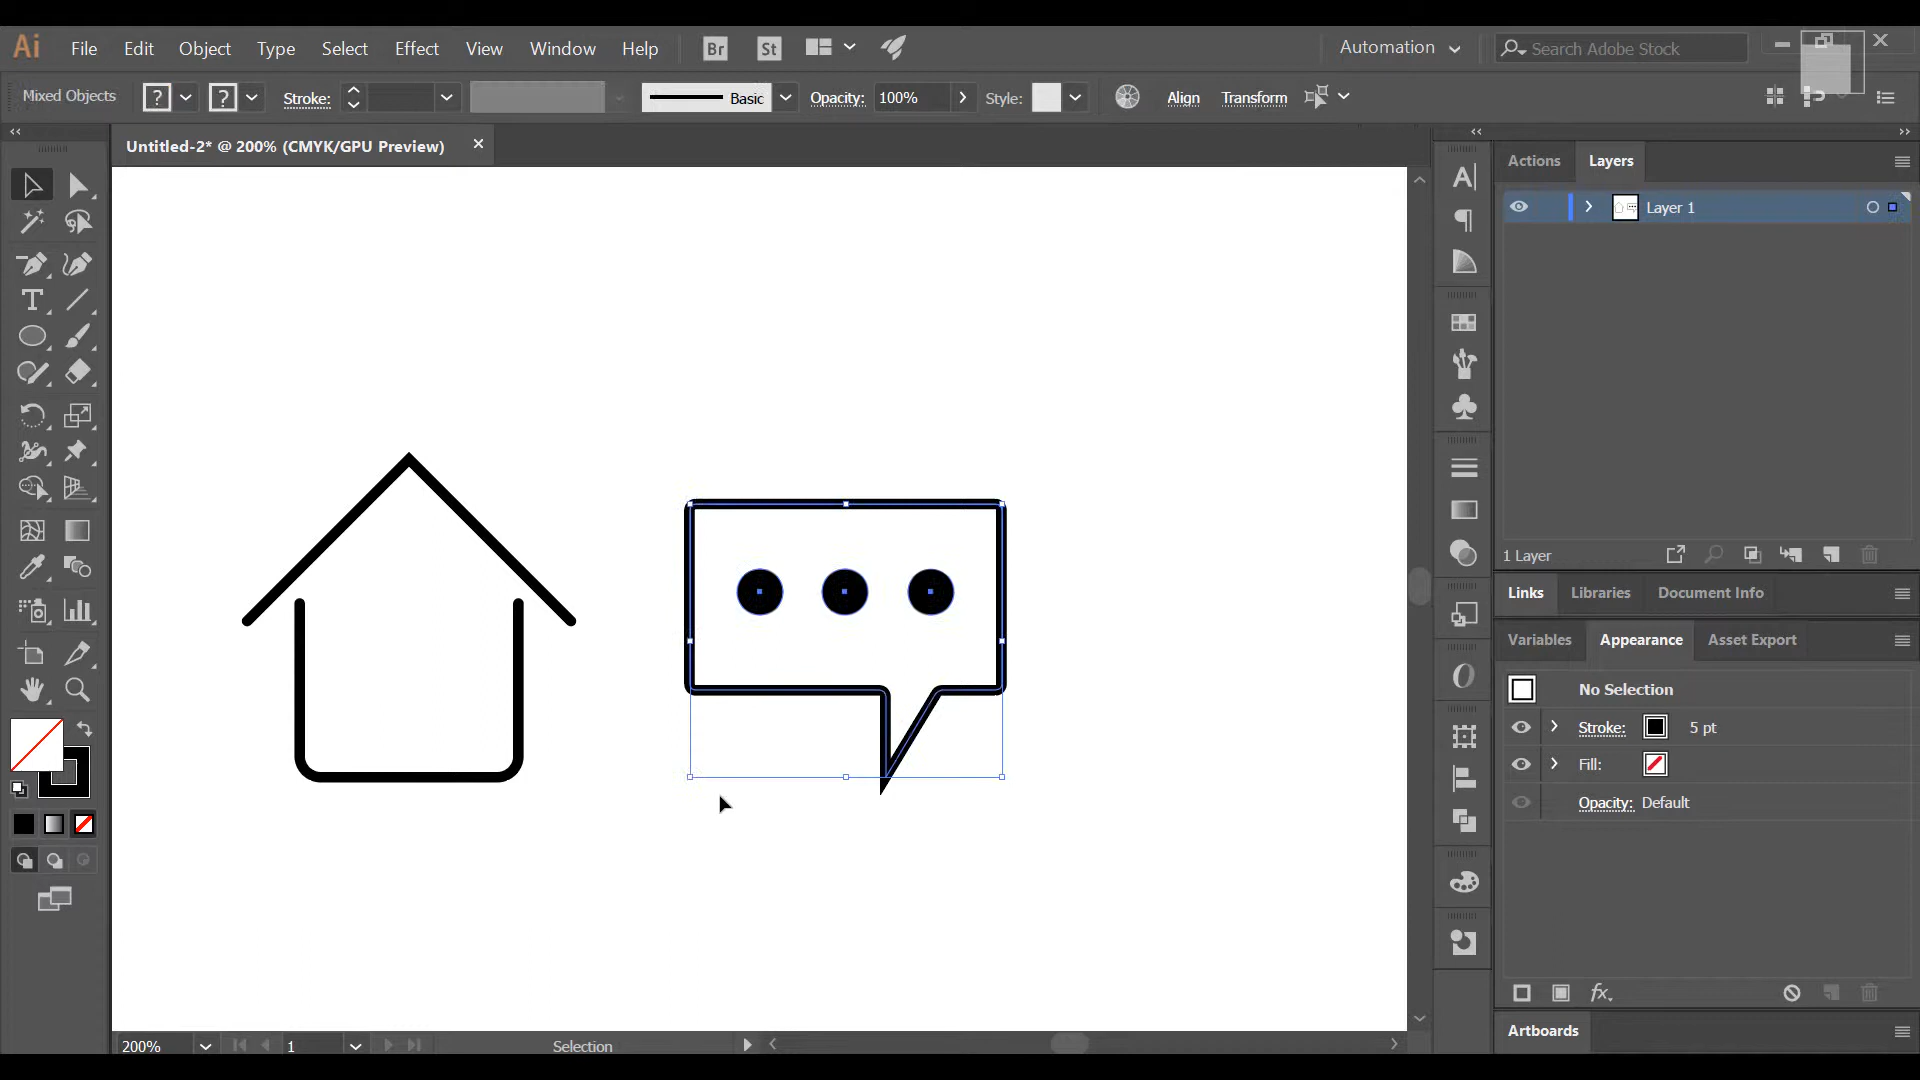 Ai File Edit Object Type Select Effect View Window Help Br St Automation Search Adobe Stock
Mixed Objects ? ? Stroke: Basic Opacity: 100% Style: Align Transform
Untitled-2* @ 200% (CMYK/GPU Preview)
Actions Layers
Layer 1
1 Layer
Links Libraries Document Info
Variables Appearance Asset Export
No Selection
Stroke: 5 pt
Fill:
Opacity: Default
fx
Artboards
200% 1 Selection